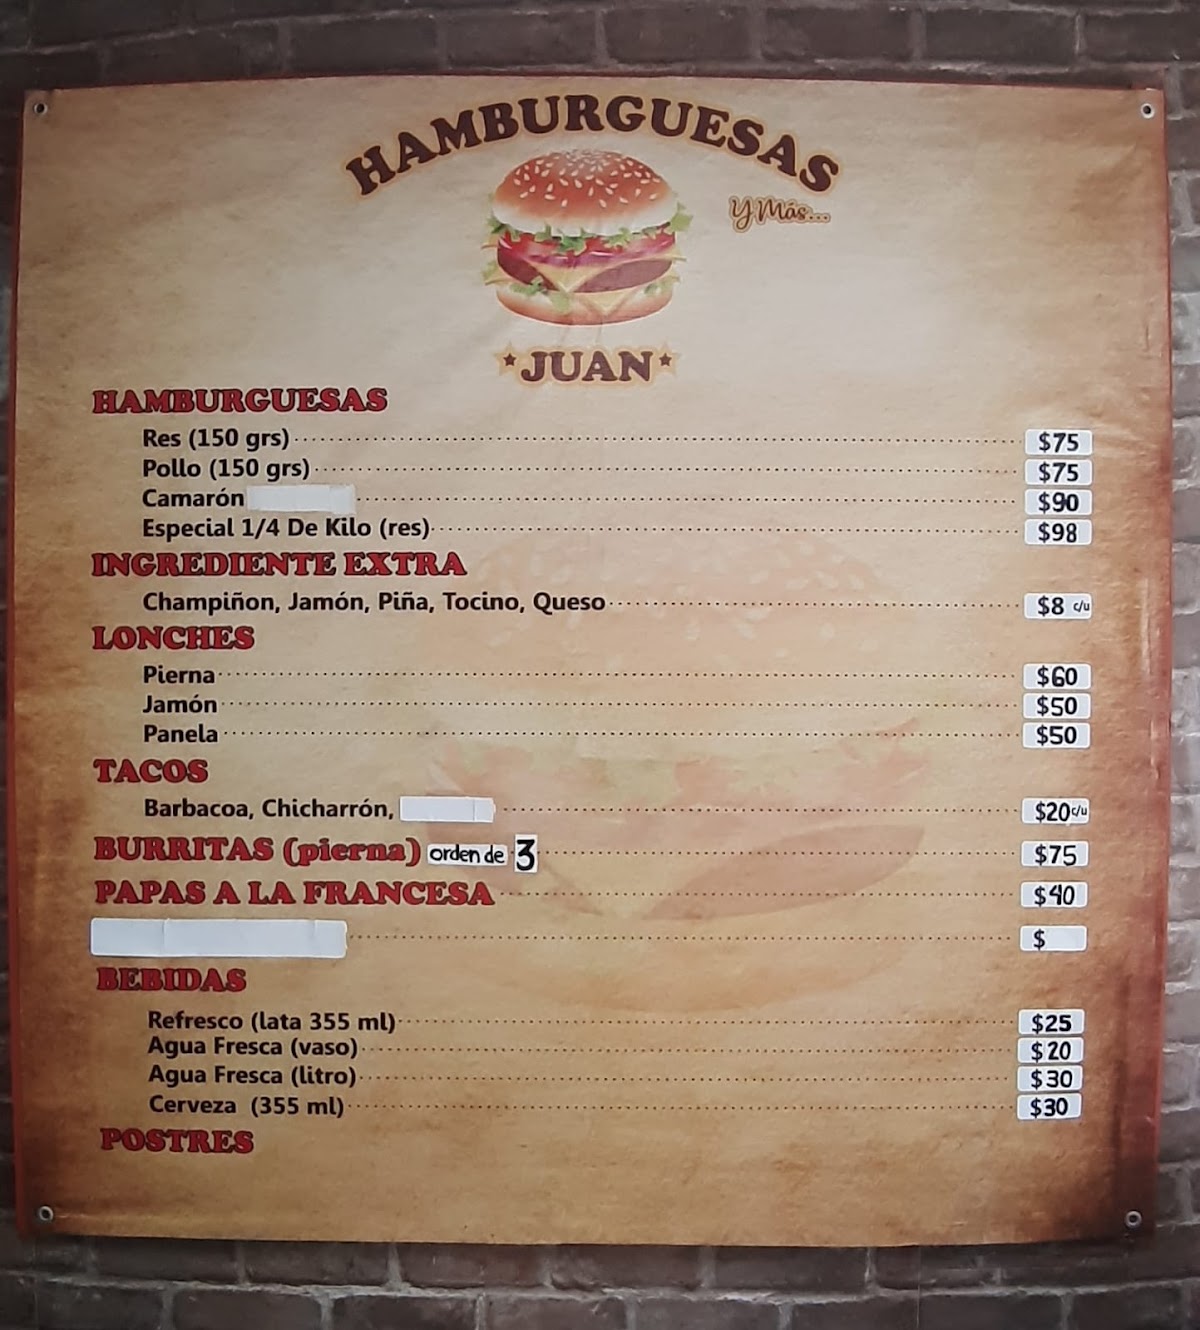 HAMBURGUESAS
Y Más...
*JUAN*
HAMBURGUESAS
Res (150 grs) $75
Pollo (150 grs) $75
Camarón $90
Especial 1/4 De Kilo (res) $98
INGREDIENTE EXTRA
Champiñon, Jamón, Piña, Tocino, Queso $8 c/u
LONCHES
Pierna $60
Jamón $50
Panela $50
TACOS
Barbacoa, Chicharrón, $20 c/u
BURRITAS (pierna) orden de 3 $75
PAPAS A LA FRANCESA $40
$
BEBIDAS
Refresco (lata 355 ml) $25
Agua Fresca (vaso) $20
Agua Fresca (litro) $30
Cerveza (355 ml) $30
POSTRES